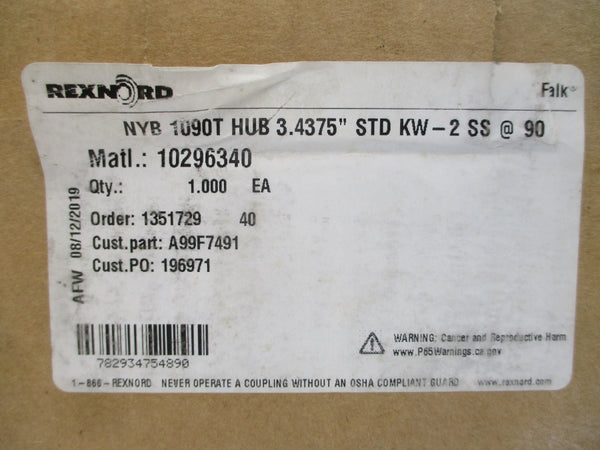 REXNORD Falk®
NYB 1090T HUB 3.4375" STD KW-2 SS @ 90
Matl.: 10296340
Qty.: 1.000 EA
Order: 1351729 40
Cust.part: A99F7491
Cust.PO: 196971
AFW 08/12/2019
WARNING: Cancer and Reproductive Harm
www.P65Warnings.ca.gov
782934754890
1-866-REXNORD NEVER OPERATE A COUPLING WITHOUT AN OSHA COMPLIANT GUARD www.rexnord.com